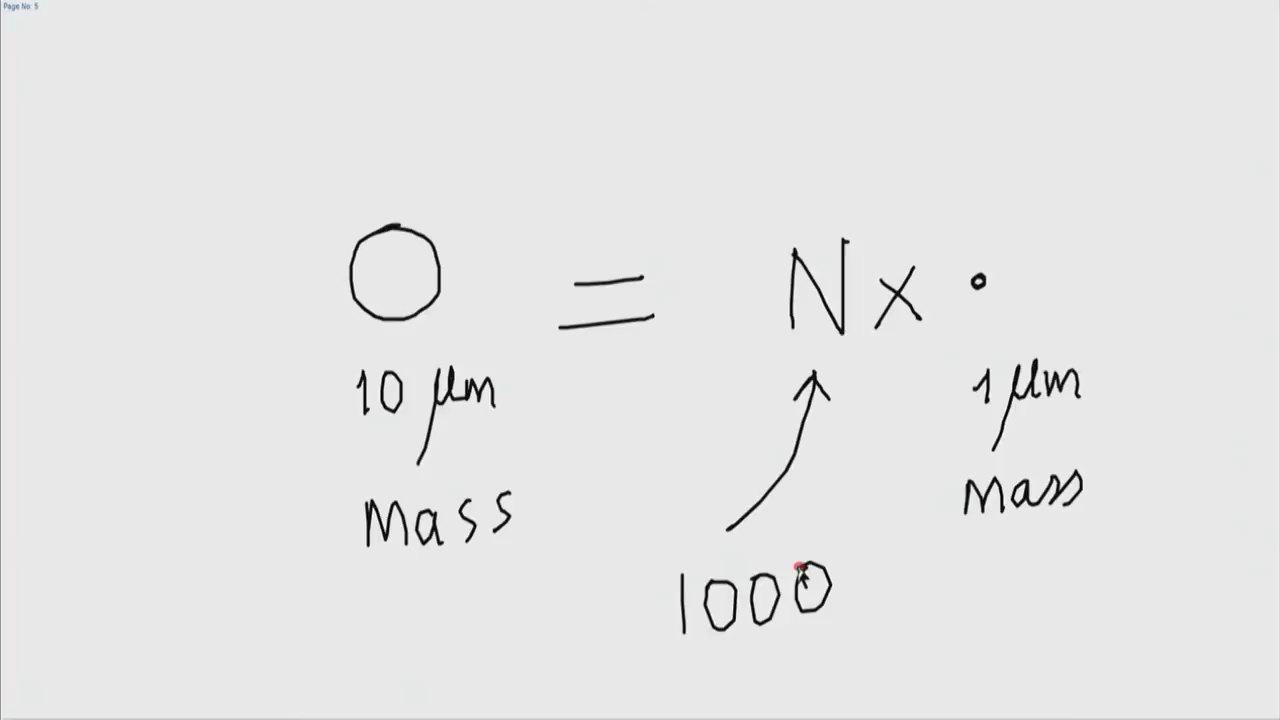 Page No: 5
= N x
10 μm
1 μm
Mass
mass
1000